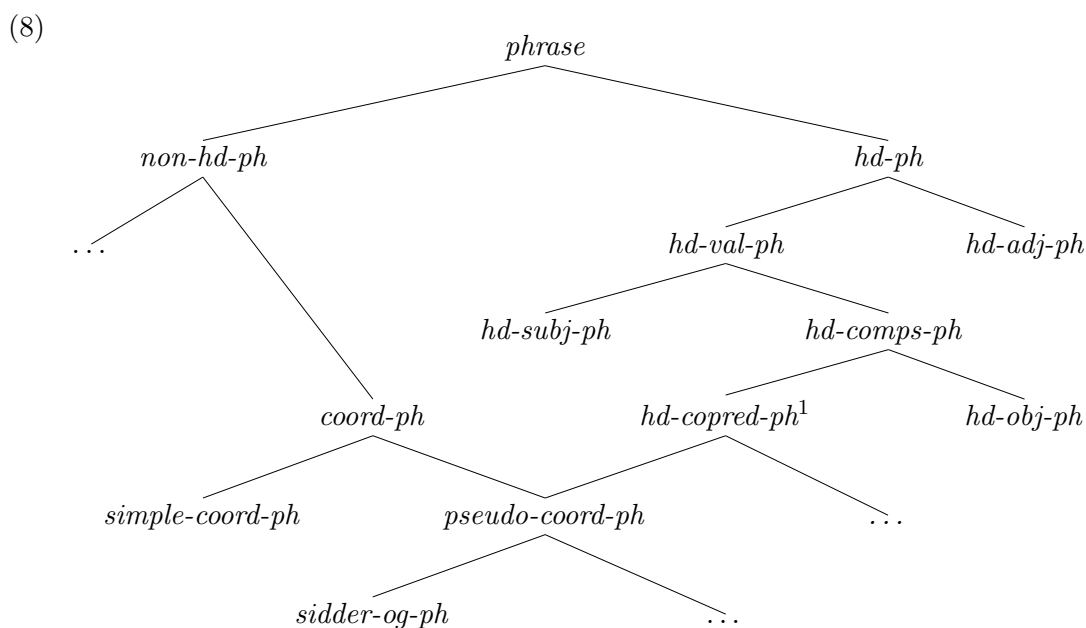 (8)
phrase
non-hd-ph hd-ph
... hd-val-ph hd-adj-ph
hd-subj-ph hd-comps-ph
coord-ph hd-copred-ph¹ hd-obj-ph
simple-coord-ph pseudo-coord-ph ...
sidder-og-ph ...